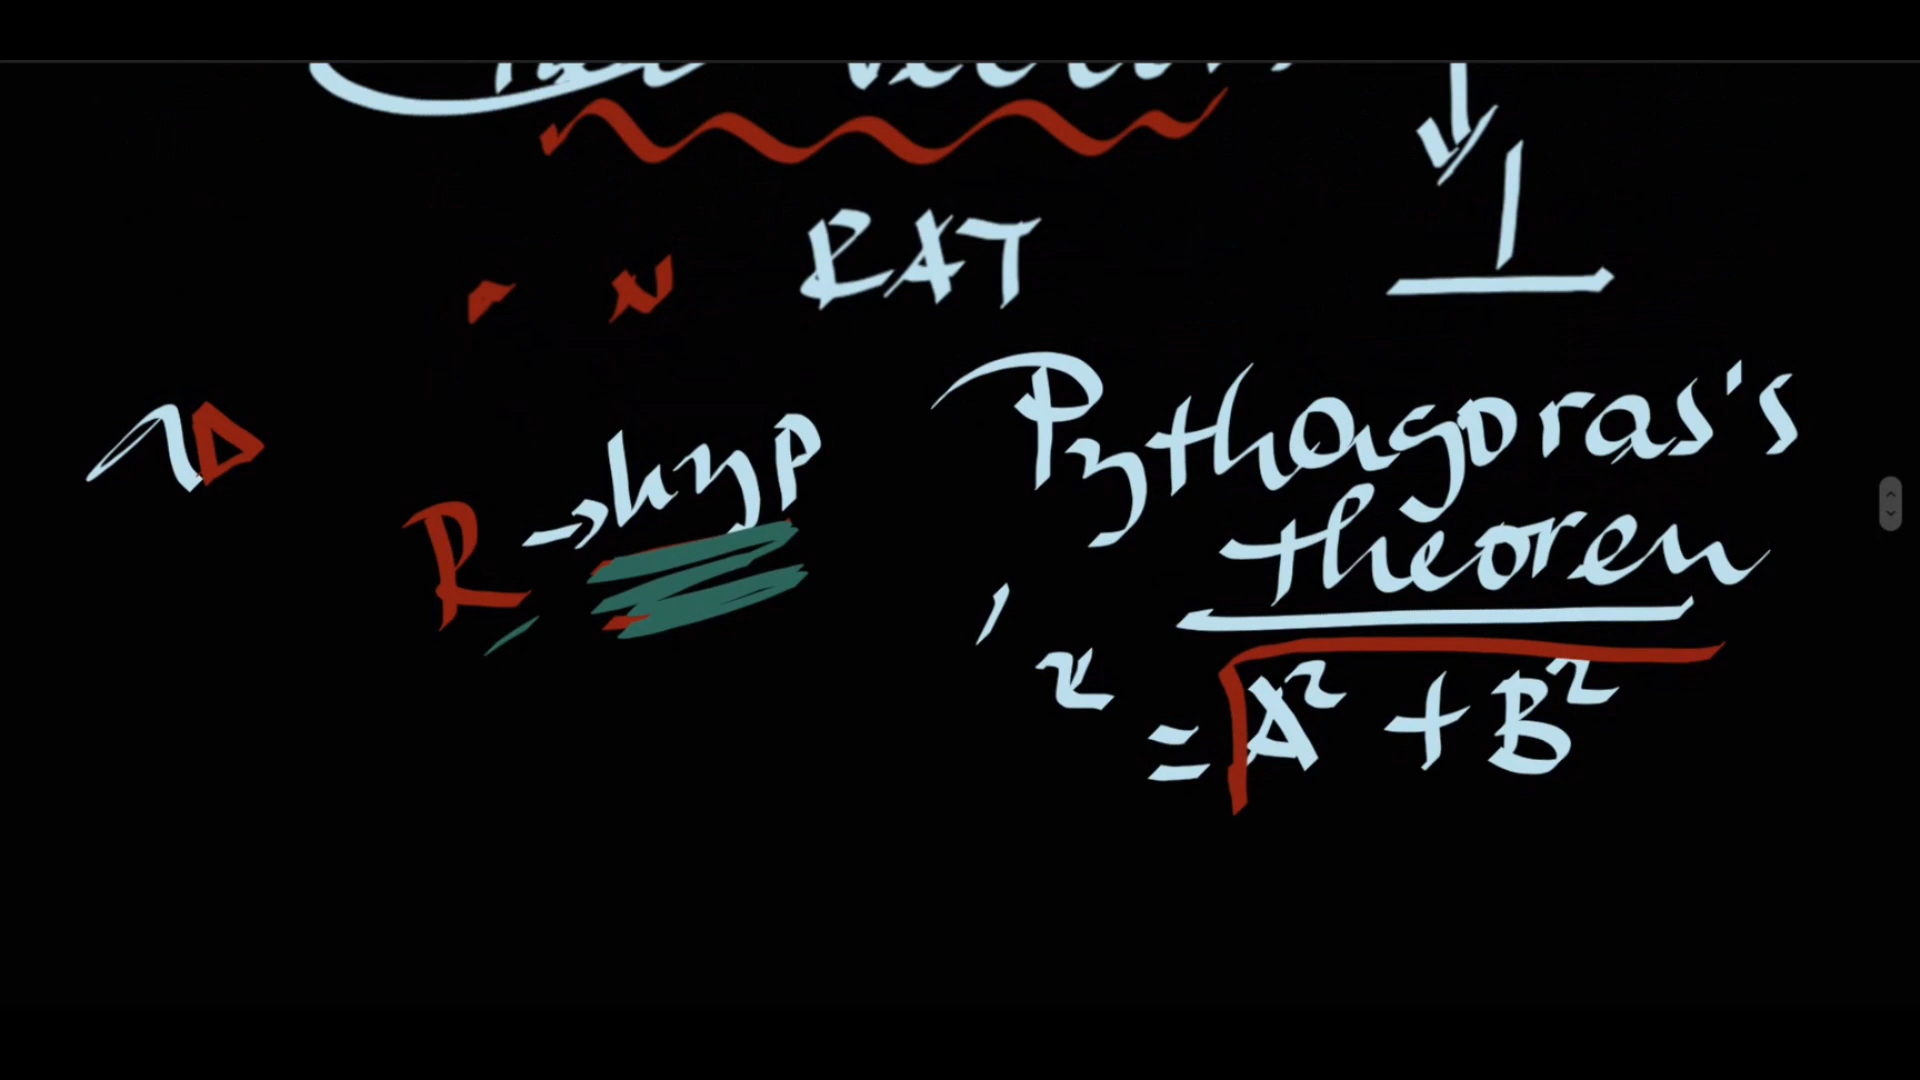 RAT
Pythagoras's
R → hyp
theorem
= √A² + B²